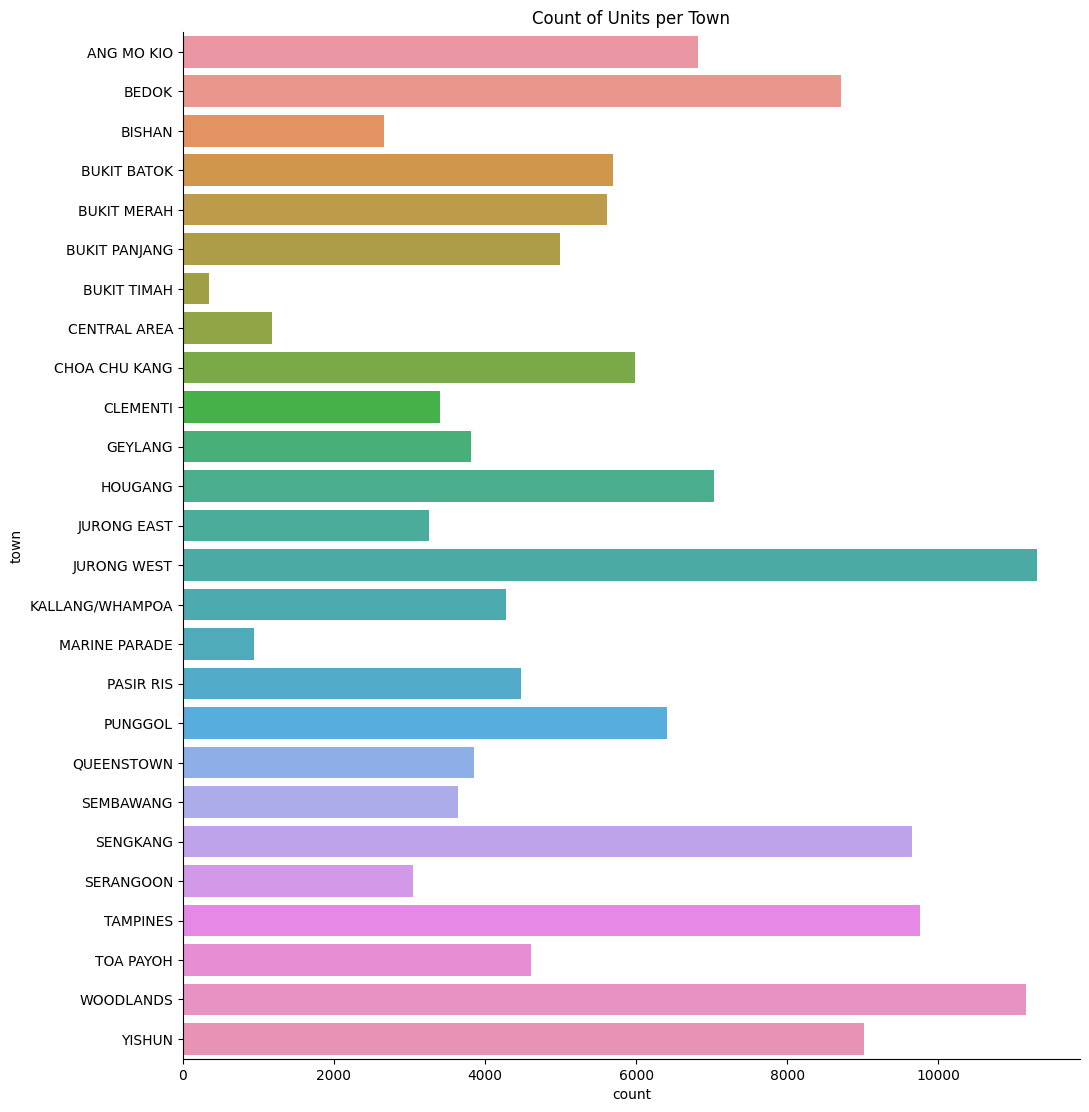 Count of Units per Town
ANG MO KIO
BEDOK
BISHAN
BUKIT BATOK
BUKIT MERAH
BUKIT PANJANG
BUKIT TIMAH
CENTRAL AREA
CHOA CHU KANG
CLEMENTI
GEYLANG
HOUGANG
JURONG EAST
town
JURONG WEST
KALLANG/WHAMPOA
MARINE PARADE
PASIR RIS
PUNGGOL
QUEENSTOWN
SEMBAWANG
SENGKANG
SERANGOON
TAMPINES
TOA PAYOH
WOODLANDS
YISHUN
0 2000 4000 6000 8000 10000
count